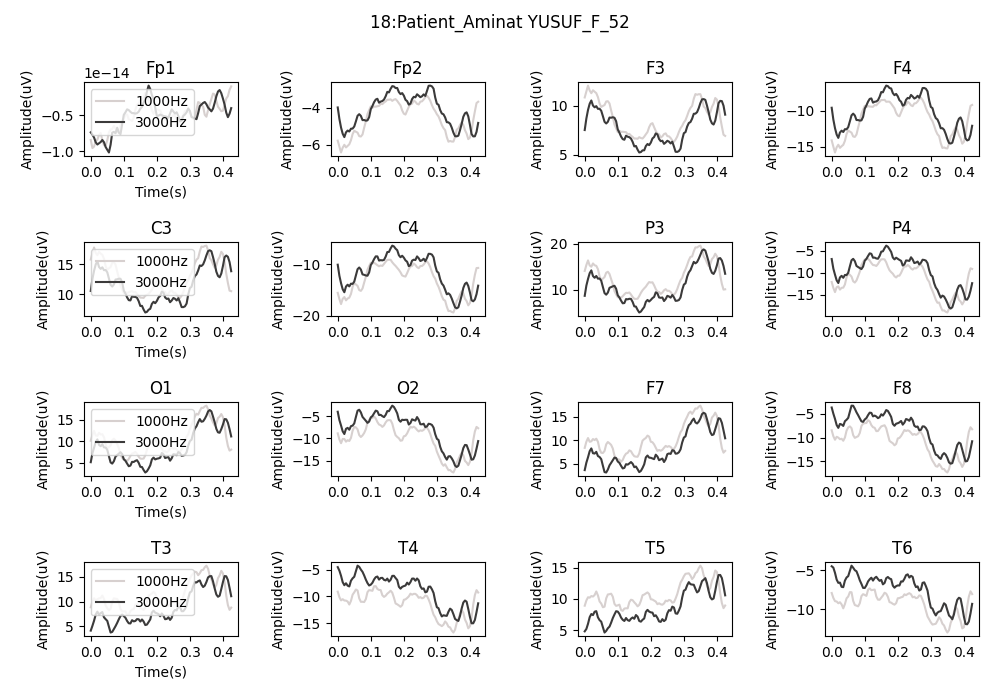 18:Patient_Aminat YUSUF_F_52
Fp1 Fp2 F3 F4
1e−14
Amplitude(uV) Amplitude(uV) Amplitude(uV) Amplitude(uV)
1000Hz
3000Hz
−0.5 −1.0
−4 −6
10 5
−10 −15
0.0 0.1 0.2 0.3 0.4 0.0 0.1 0.2 0.3 0.4 0.0 0.1 0.2 0.3 0.4 0.0 0.1 0.2 0.3 0.4
Time(s)
C3 C4 P3 P4
Amplitude(uV) Amplitude(uV) Amplitude(uV) Amplitude(uV)
1000Hz
3000Hz
15 10
−10 −20
20 10
−5 −10 −15
0.0 0.1 0.2 0.3 0.4 0.0 0.1 0.2 0.3 0.4 0.0 0.1 0.2 0.3 0.4 0.0 0.1 0.2 0.3 0.4
Time(s)
O1 O2 F7 F8
Amplitude(uV) Amplitude(uV) Amplitude(uV) Amplitude(uV)
1000Hz
3000Hz
15 10 5
−5 −10 −15
15 10 5
−5 −10 −15
0.0 0.1 0.2 0.3 0.4 0.0 0.1 0.2 0.3 0.4 0.0 0.1 0.2 0.3 0.4 0.0 0.1 0.2 0.3 0.4
Time(s)
T3 T4 T5 T6
Amplitude(uV) Amplitude(uV) Amplitude(uV) Amplitude(uV)
1000Hz
3000Hz
15 10 5
−5 −10 −15
15 10 5
−5 −10
0.0 0.1 0.2 0.3 0.4 0.0 0.1 0.2 0.3 0.4 0.0 0.1 0.2 0.3 0.4 0.0 0.1 0.2 0.3 0.4
Time(s)